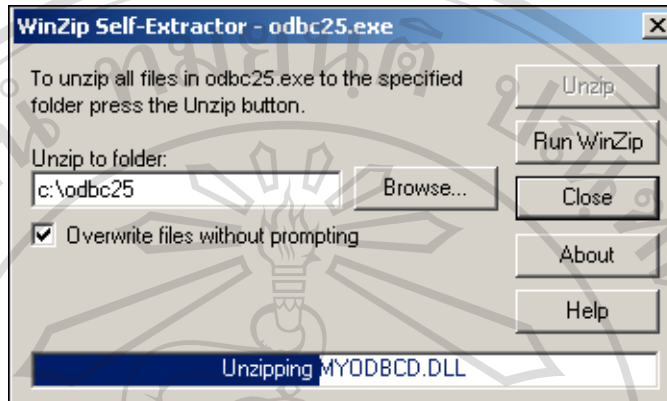 WinZip Self-Extractor - odbc25.exe
To unzip all files in odbc25.exe to the specified
folder press the Unzip button.
Unzip to folder:
c:\odbc25
Browse...
Overwrite files without prompting
Unzip
Run WinZip
Close
About
Help
Unzipping MYODBCD.DLL